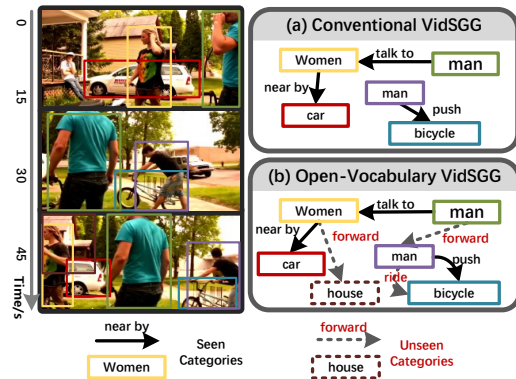 0
15
30
45
Time/s
(a) Conventional VidSGG
Women
talk to
man
near by
man
push
car
bicycle
(b) Open-Vocabulary VidSGG
Women
talk to
man
near by
forward
forward
car
man
push
ride
house
bicycle
near by
Seen
Categories
Women
forward
Unseen
Categories
house